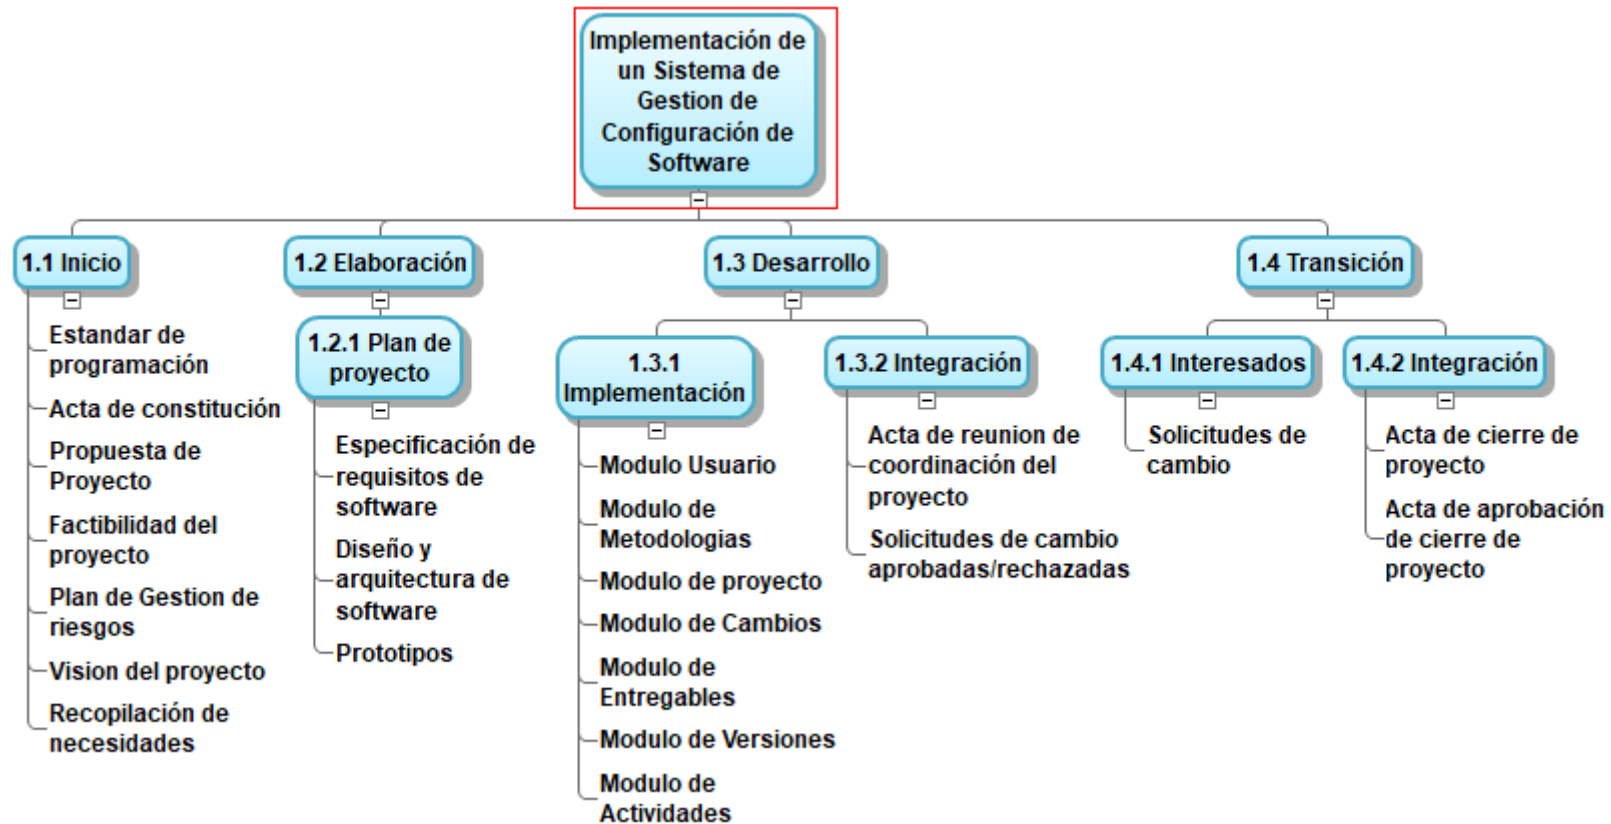 Implementación de
un Sistema de
Gestion de
Configuración de
Software
1.1 Inicio
Estandar de
programación
Acta de constitución
Propuesta de
Proyecto
Factibilidad del
proyecto
Plan de Gestion de
riesgos
Vision del proyecto
Recopilación de
necesidades
1.2 Elaboración
1.2.1 Plan de
proyecto
Especificación de
requisitos de
software
Diseño y
arquitectura de
software
Prototipos
1.3 Desarrollo
1.3.1
Implementación
Modulo Usuario
Modulo de
Metodologias
Modulo de proyecto
Modulo de Cambios
Modulo de
Entregables
Modulo de Versiones
Modulo de
Actividades
1.3.2 Integración
Acta de reunion de
coordinación del
proyecto
Solicitudes de cambio
aprobadas/rechazadas
1.4 Transición
1.4.1 Interesados
Solicitudes de
cambio
1.4.2 Integración
Acta de cierre de
proyecto
Acta de aprobación
de cierre de
proyecto